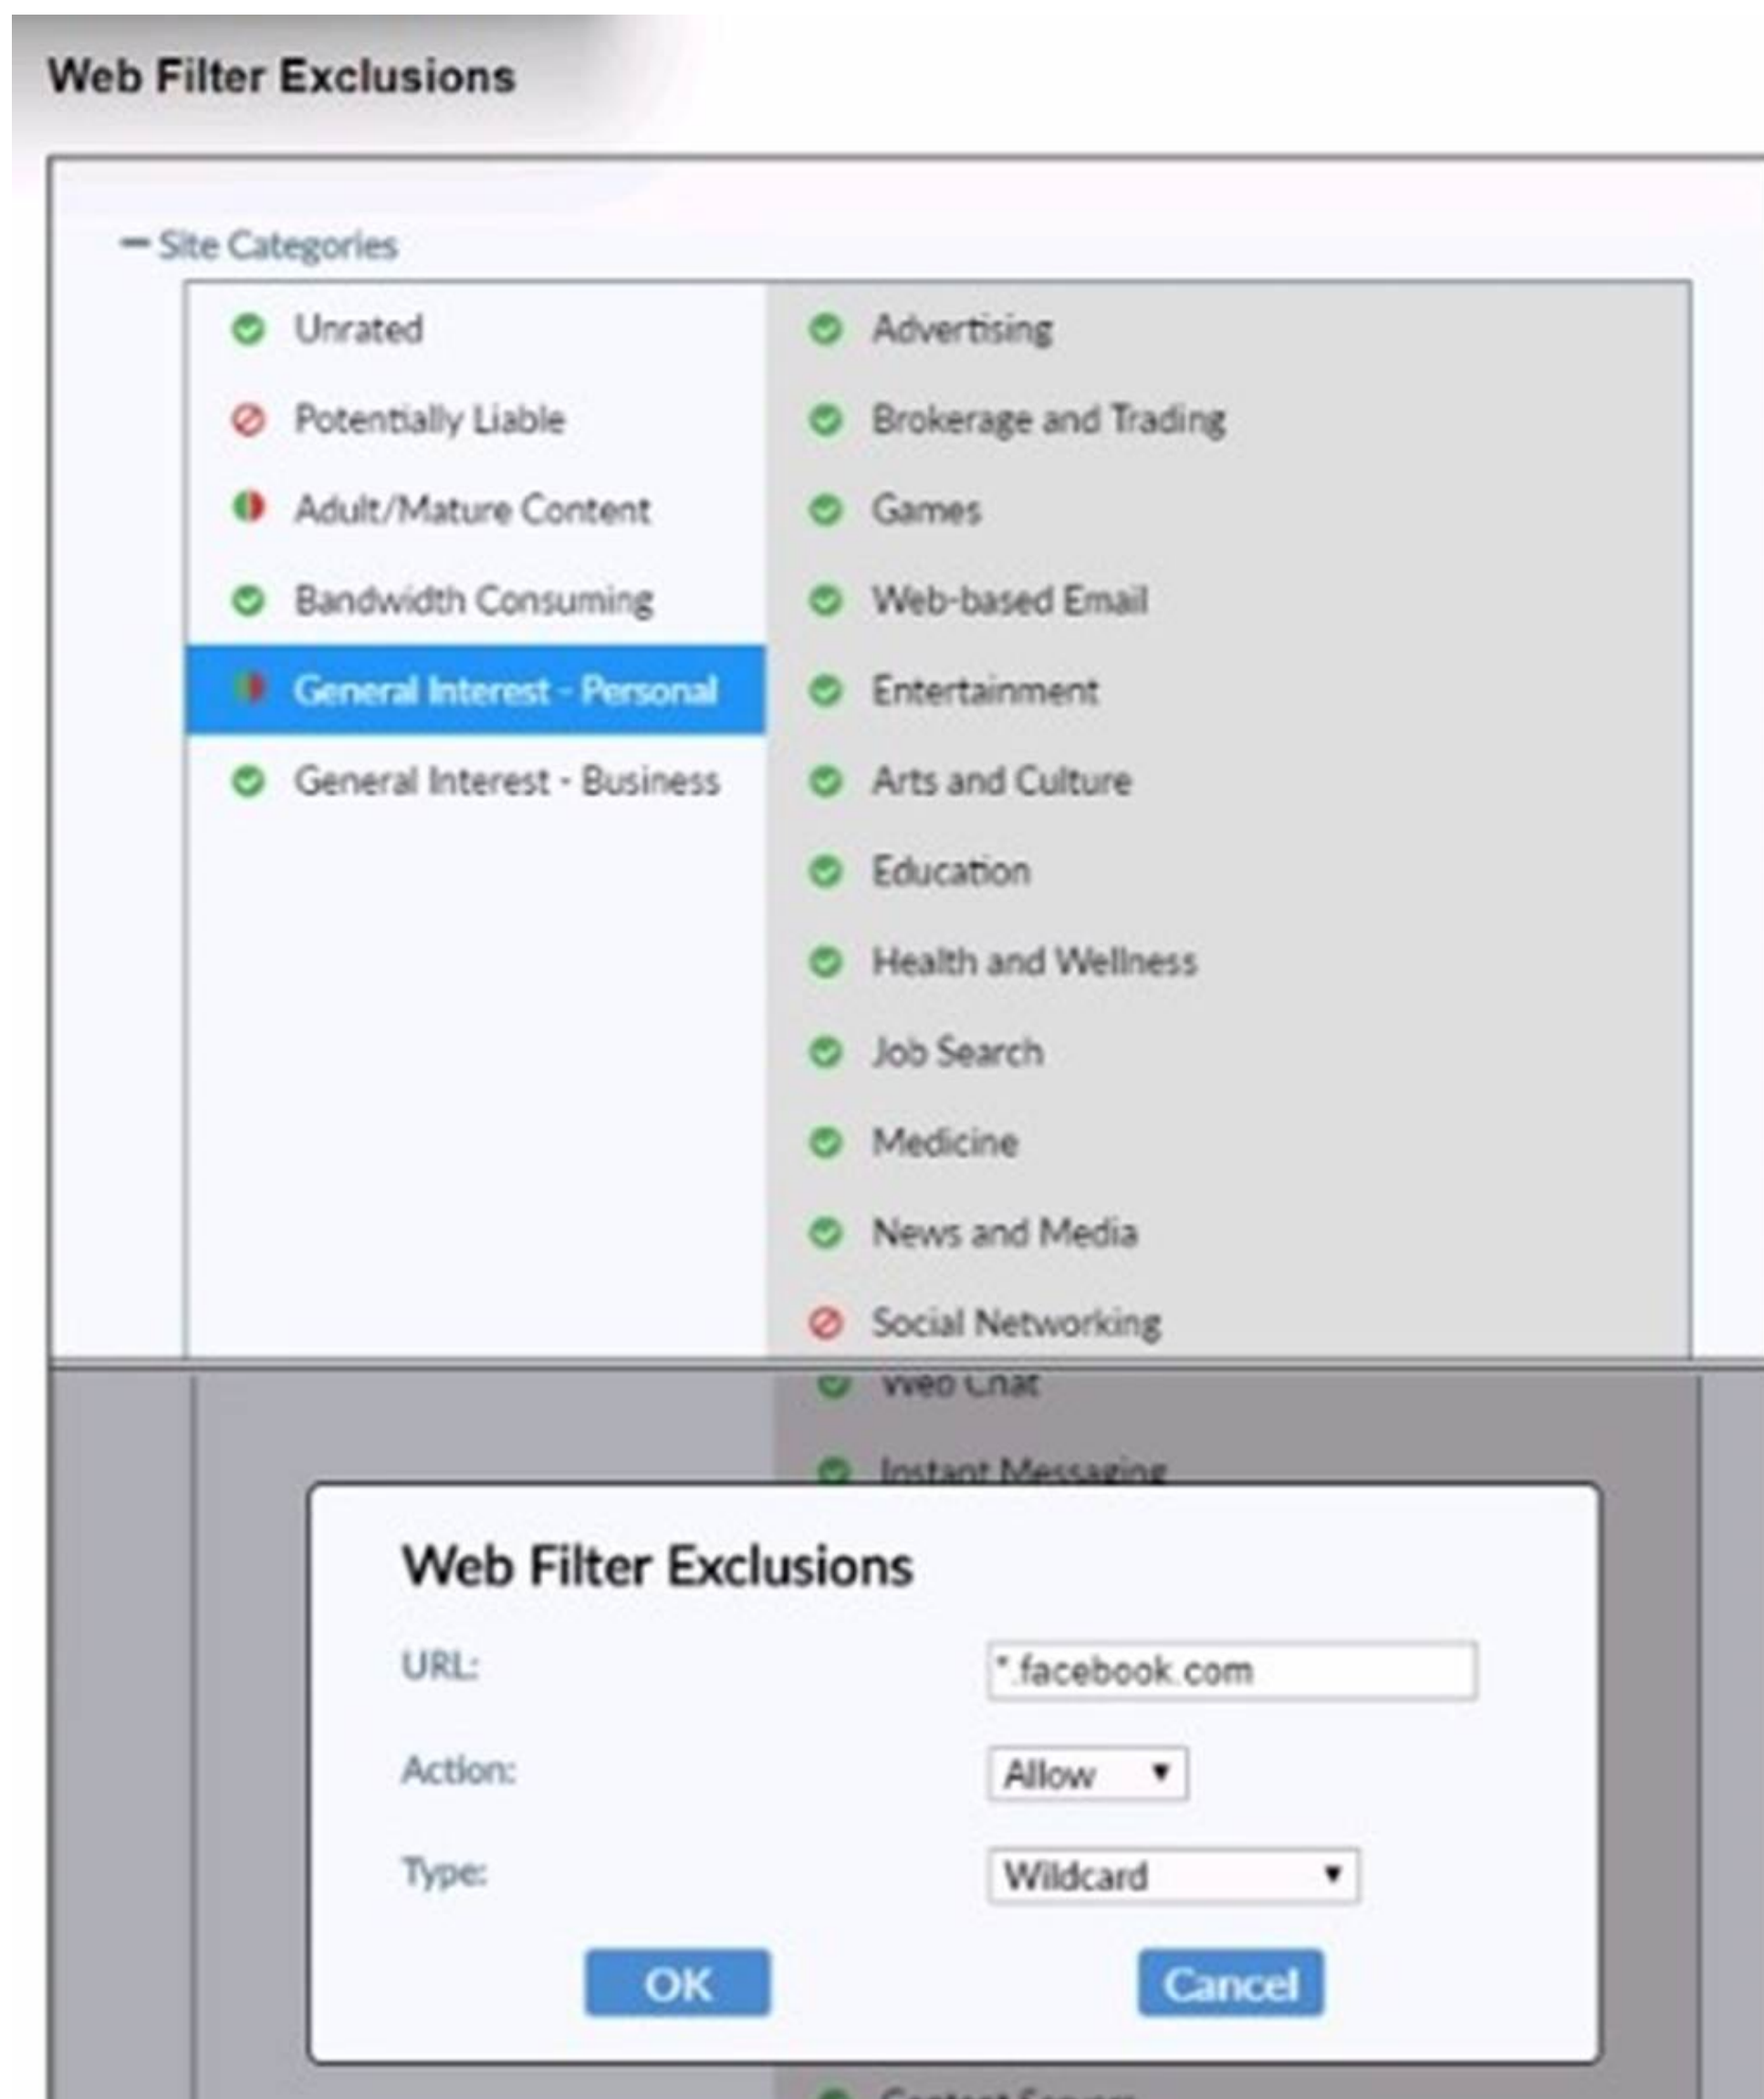 Web Filter Exclusions
Site Categories
Unrated
Potentially Liable
Adult/Mature Content
Bandwidth Consuming
General Interest - Personal
General Interest - Business
Advertising
Brokerage and Trading
Games
Web-based Email
Entertainment
Arts and Culture
Education
Health and Wellness
Job Search
Medicine
News and Media
Social Networking
Web Chat
Instant Messaging
Web Filter Exclusions
URL: *.facebook.com
Action: Allow
Type: Wildcard
OK Cancel